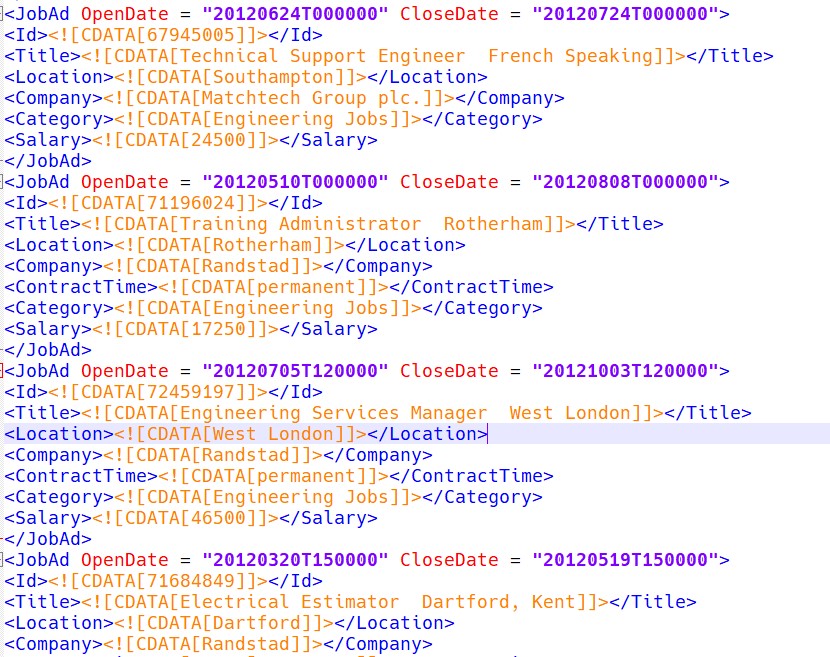 <JobAd OpenDate = "20120624T000000" CloseDate = "20120724T000000">
<Id><![CDATA[67945005]]></Id>
<Title><![CDATA[Technical Support Engineer  French Speaking]]></Title>
<Location><![CDATA[Southampton]]></Location>
<Company><![CDATA[Matchtech Group plc.]]></Company>
<Category><![CDATA[Engineering Jobs]]></Category>
<Salary><![CDATA[24500]]></Salary>
</JobAd>
<JobAd OpenDate = "20120510T000000" CloseDate = "20120808T000000">
<Id><![CDATA[71196024]]></Id>
<Title><![CDATA[Training Administrator  Rotherham]]></Title>
<Location><![CDATA[Rotherham]]></Location>
<Company><![CDATA[Randstad]]></Company>
<ContractTime><![CDATA[permanent]]></ContractTime>
<Category><![CDATA[Engineering Jobs]]></Category>
<Salary><![CDATA[17250]]></Salary>
</JobAd>
<JobAd OpenDate = "20120705T120000" CloseDate = "20121003T120000">
<Id><![CDATA[72459197]]></Id>
<Title><![CDATA[Engineering Services Manager  West London]]></Title>
<Location><![CDATA[West London]]></Location>
<Company><![CDATA[Randstad]]></Company>
<ContractTime><![CDATA[permanent]]></ContractTime>
<Category><![CDATA[Engineering Jobs]]></Category>
<Salary><![CDATA[46500]]></Salary>
</JobAd>
<JobAd OpenDate = "20120320T150000" CloseDate = "20120519T150000">
<Id><![CDATA[71684849]]></Id>
<Title><![CDATA[Electrical Estimator  Dartford, Kent]]></Title>
<Location><![CDATA[Dartford]]></Location>
<Company><![CDATA[Randstad]]></Company>